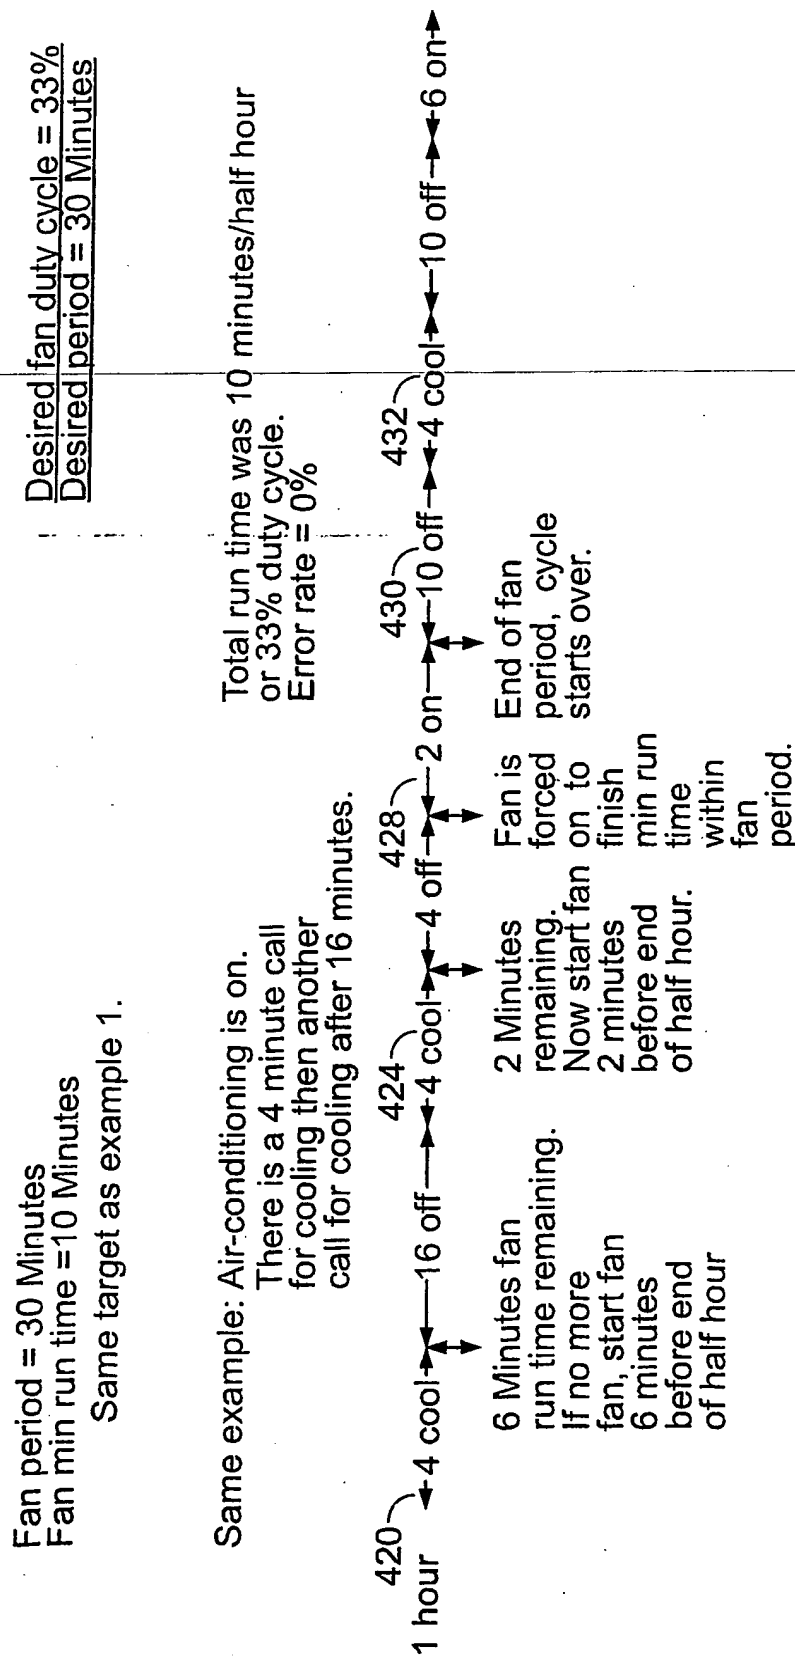 Fan period = 30 Minutes
Fan min run time =10 Minutes
Same target as example 1.
Desired fan duty cycle = 33%
Desired period = 30 Minutes
Same example: Air-conditioning is on.
There is a 4 minute call
for cooling then another
call for cooling after 16 minutes.
Total run time was 10 minutes/half hour
or 33% duty cycle.
Error rate = 0%
420
424
428
430
432
1 hour
4 cool
16 off
4 cool
4 off
2 on
10 off
4 cool
10 off
6 on
6 Minutes fan
run time remaining.
If no more
fan, start fan
6 minutes
before end
of half hour
2 Minutes
remaining.
Now start fan
2 minutes
before end
of half hour.
Fan is
forced
on to
finish
min run
time
within
fan
period.
End of fan
period, cycle
starts over.